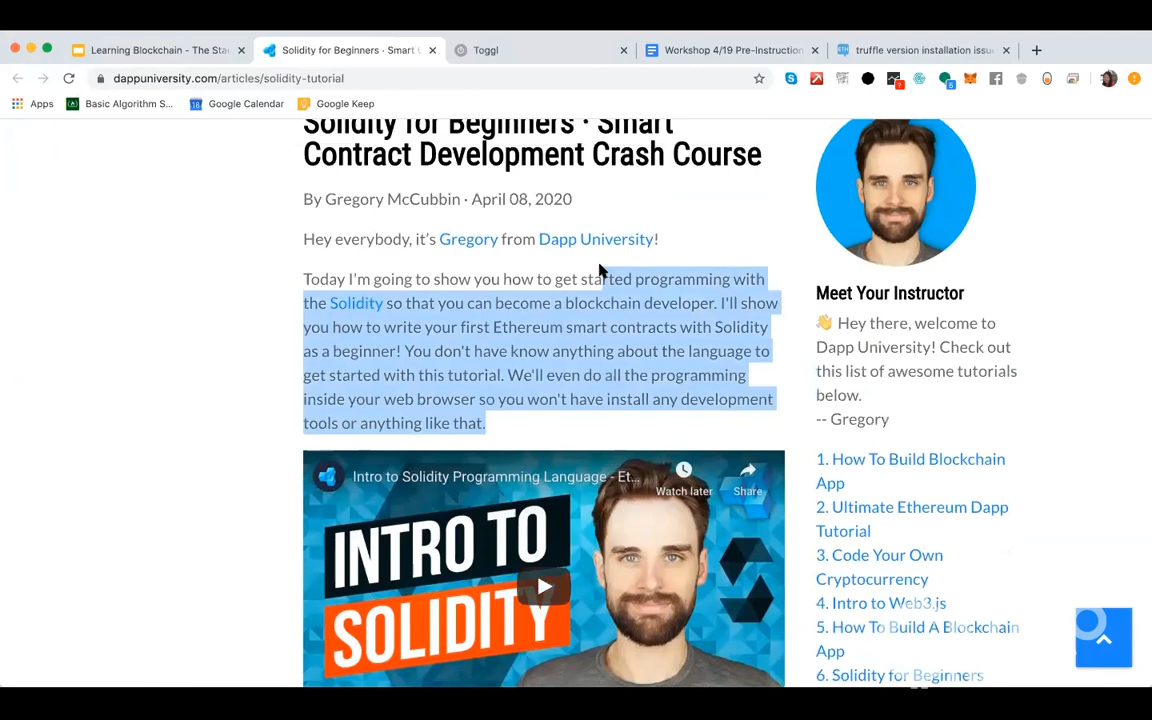 Learning Blockchain - The Sta
Solidity for Beginners · Smart C
Toggl
Workshop 4/19 Pre-Instruction
truffle version installation issu
dappuniversity.com/articles/solidity-tutorial
Apps
Basic Algorithm S...
Google Calendar
Google Keep
Solidity for Beginners · Smart
Contract Development Crash Course
By Gregory McCubbin · April 08, 2020
Hey everybody, it's Gregory from Dapp University!
Today I'm going to show you how to get started programming with
the Solidity so that you can become a blockchain developer. I'll show
you how to write your first Ethereum smart contracts with Solidity
as a beginner! You don't have know anything about the language to
get started with this tutorial. We'll even do all the programming
inside your web browser so you won't have install any development
tools or anything like that.
Intro to Solidity Programming Language - Et...
Watch later
Share
INTRO TO
SOLIDITY
Meet Your Instructor
👋 Hey there, welcome to
Dapp University! Check out
this list of awesome tutorials
below.
-- Gregory
1. How To Build Blockchain
App
2. Ultimate Ethereum Dapp
Tutorial
3. Code Your Own
Cryptocurrency
4. Intro to Web3.js
5. How To Build A Blockchain
App
6. Solidity for Beginners